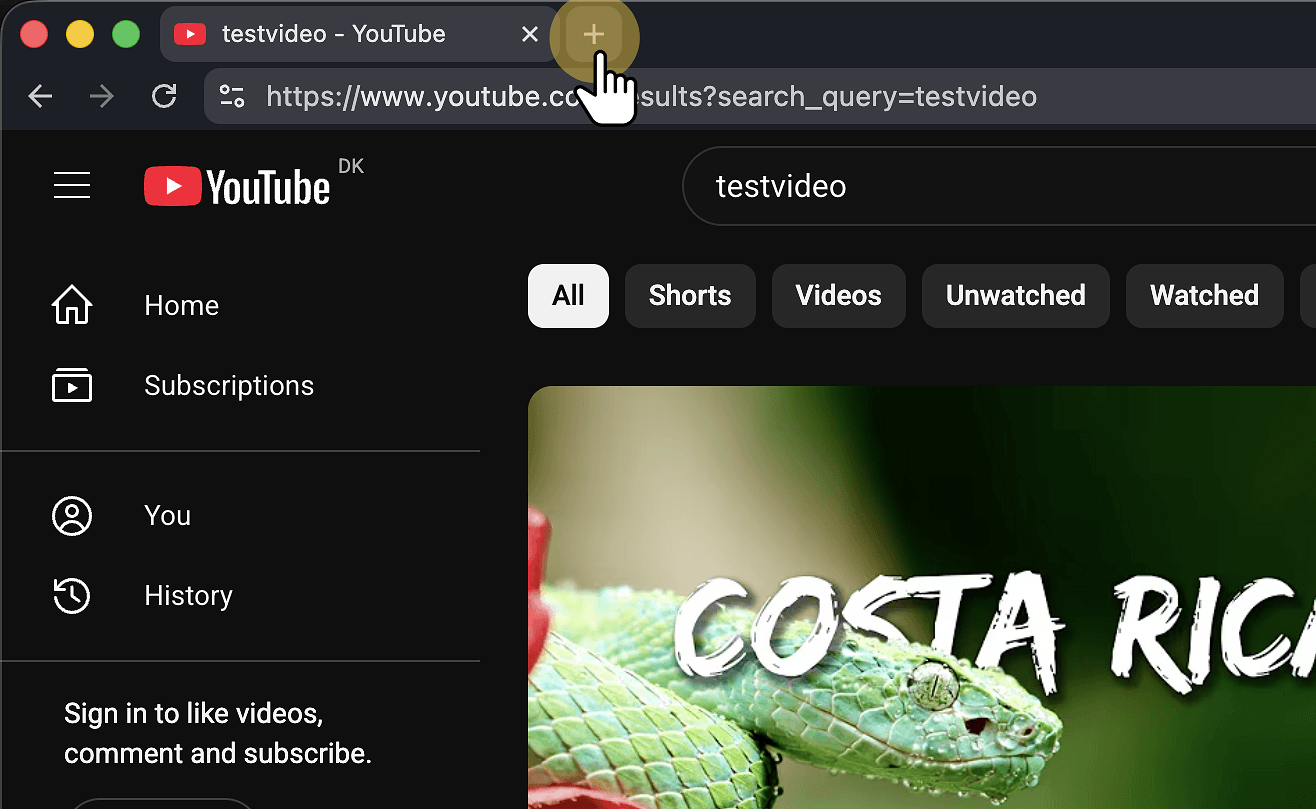 testvideo - YouTube
https://www.youtube.co
esults?search_query=testvideo
YouTube DK
testvideo
All Shorts Videos Unwatched Watched
Home
Subscriptions
You
History
COSTA RIC
Sign in to like videos,
comment and subscribe.